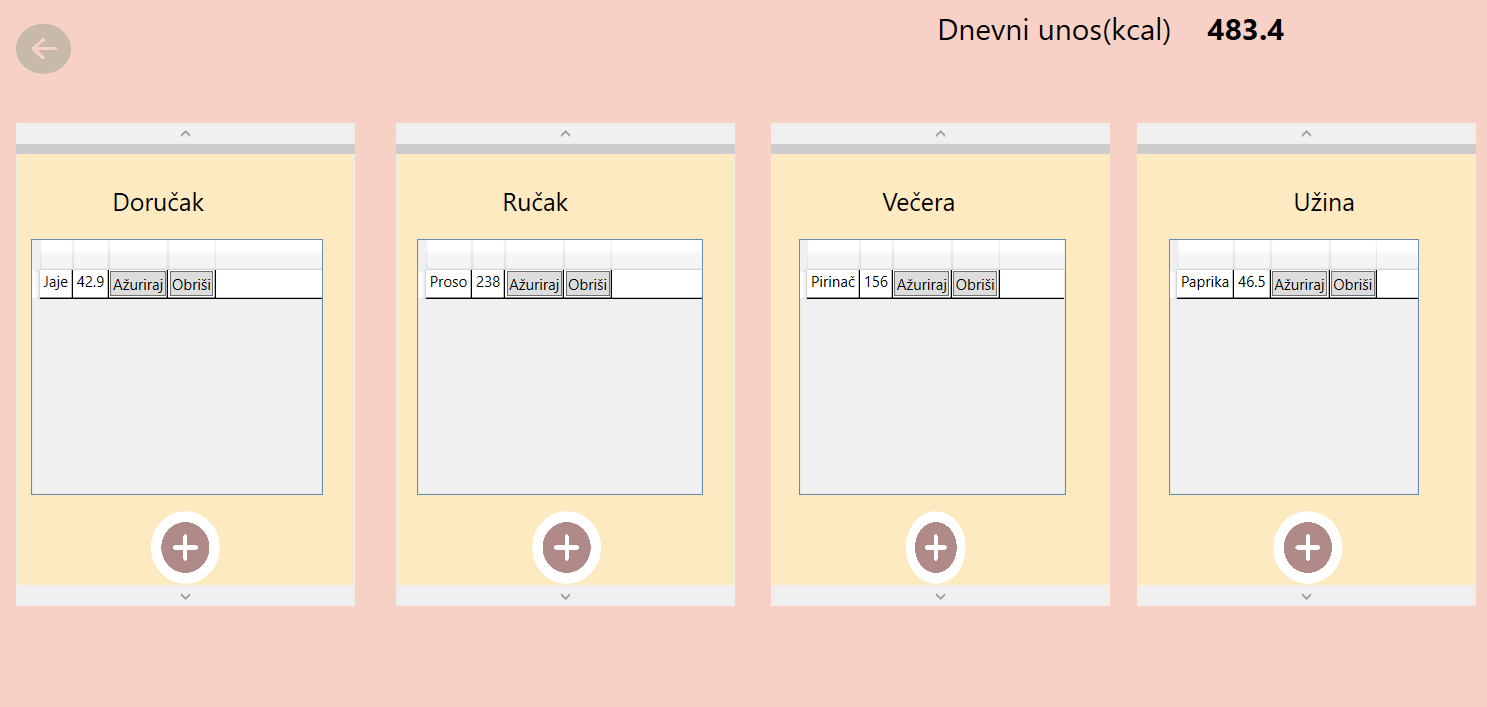 Dnevni unos(kcal) 483.4
Doručak
Jaje 42.9 Ažuriraj Obriši
Ručak
Proso 238 Ažuriraj Obriši
Večera
Pirinač 156 Ažuriraj Obriši
Užina
Paprika 46.5 Ažuriraj Obriši